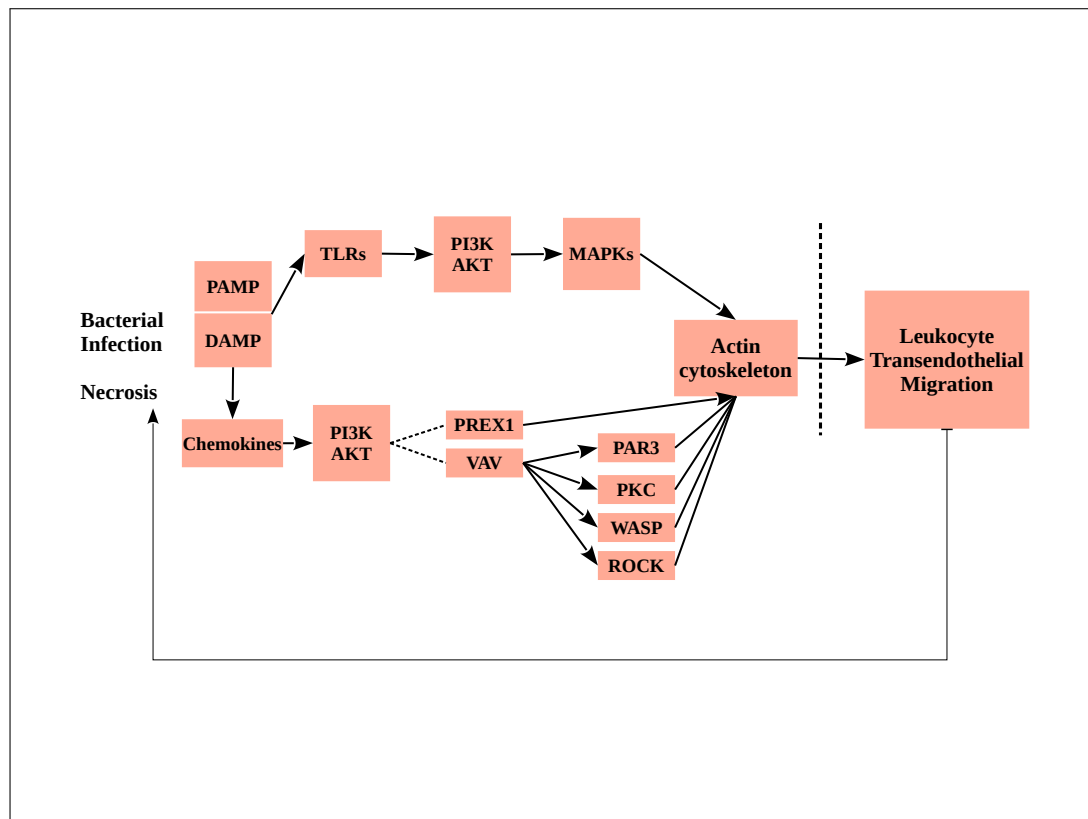 TLRs
PI3K
AKT
MAPKs
PAMP
DAMP
Bacterial
Infection
Necrosis
Actin
cytoskeleton
Leukocyte
Transendothelial
Migration
Chemokines
PI3K
AKT
PREX1
VAV
PAR3
PKC
WASP
ROCK